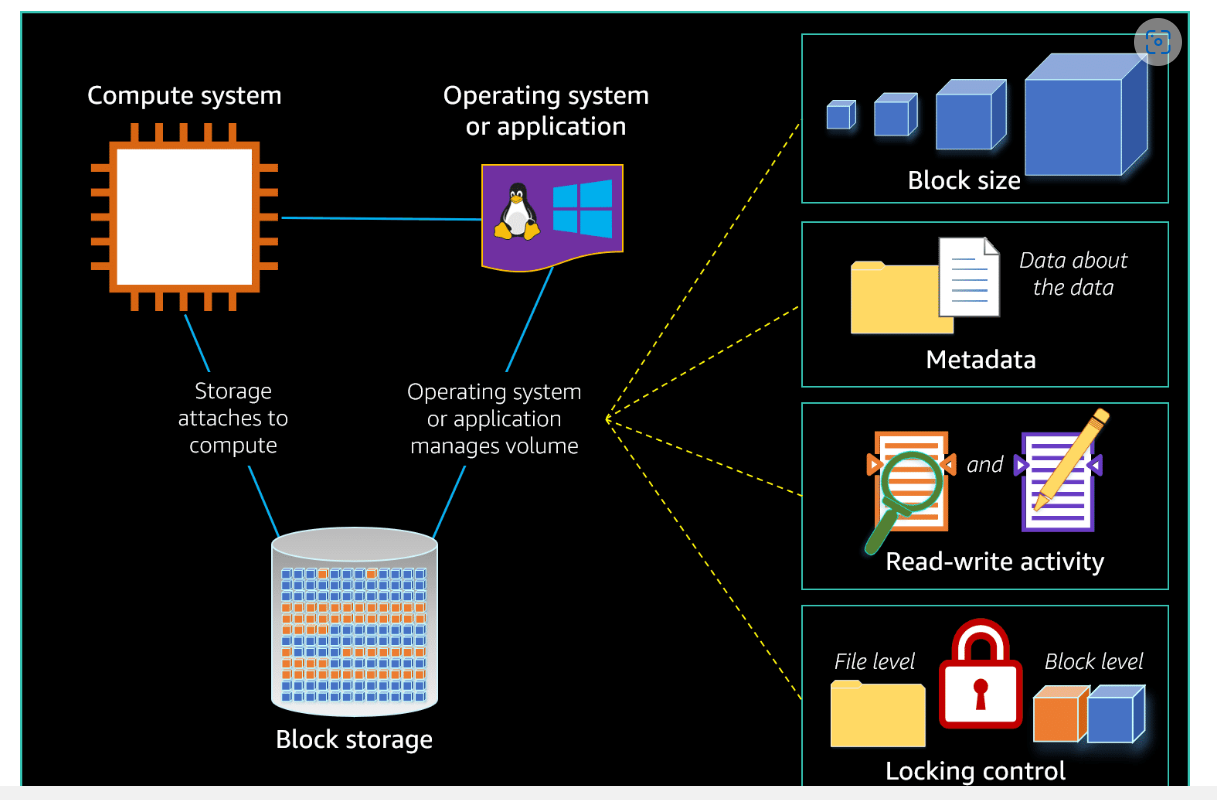 Compute system
Operating system
or application
Storage
attaches to
compute
Operating system
or application
manages volume
Block storage
Block size
Data about
the data
Metadata
and
Read-write activity
File level
Block level
Locking control